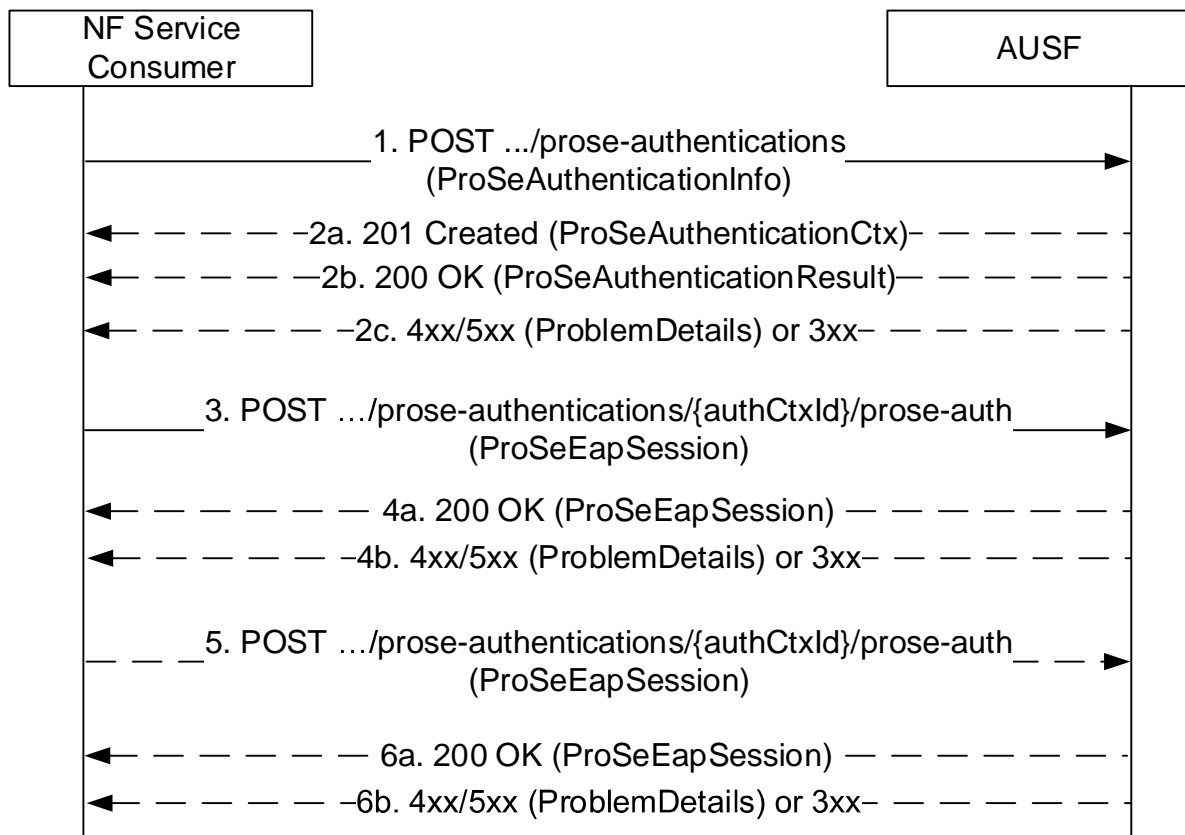 NF Service
Consumer
AUSF
1. POST .../prose-authentications
(ProSeAuthenticationInfo)
2a. 201 Created (ProSeAuthenticationCtx)
2b. 200 OK (ProSeAuthenticationResult)
2c. 4xx/5xx (ProblemDetails) or 3xx
3. POST …/prose-authentications/{authCtxId}/prose-auth
(ProSeEapSession)
4a. 200 OK (ProSeEapSession)
4b. 4xx/5xx (ProblemDetails) or 3xx
5. POST …/prose-authentications/{authCtxId}/prose-auth
(ProSeEapSession)
6a. 200 OK (ProSeEapSession)
6b. 4xx/5xx (ProblemDetails) or 3xx